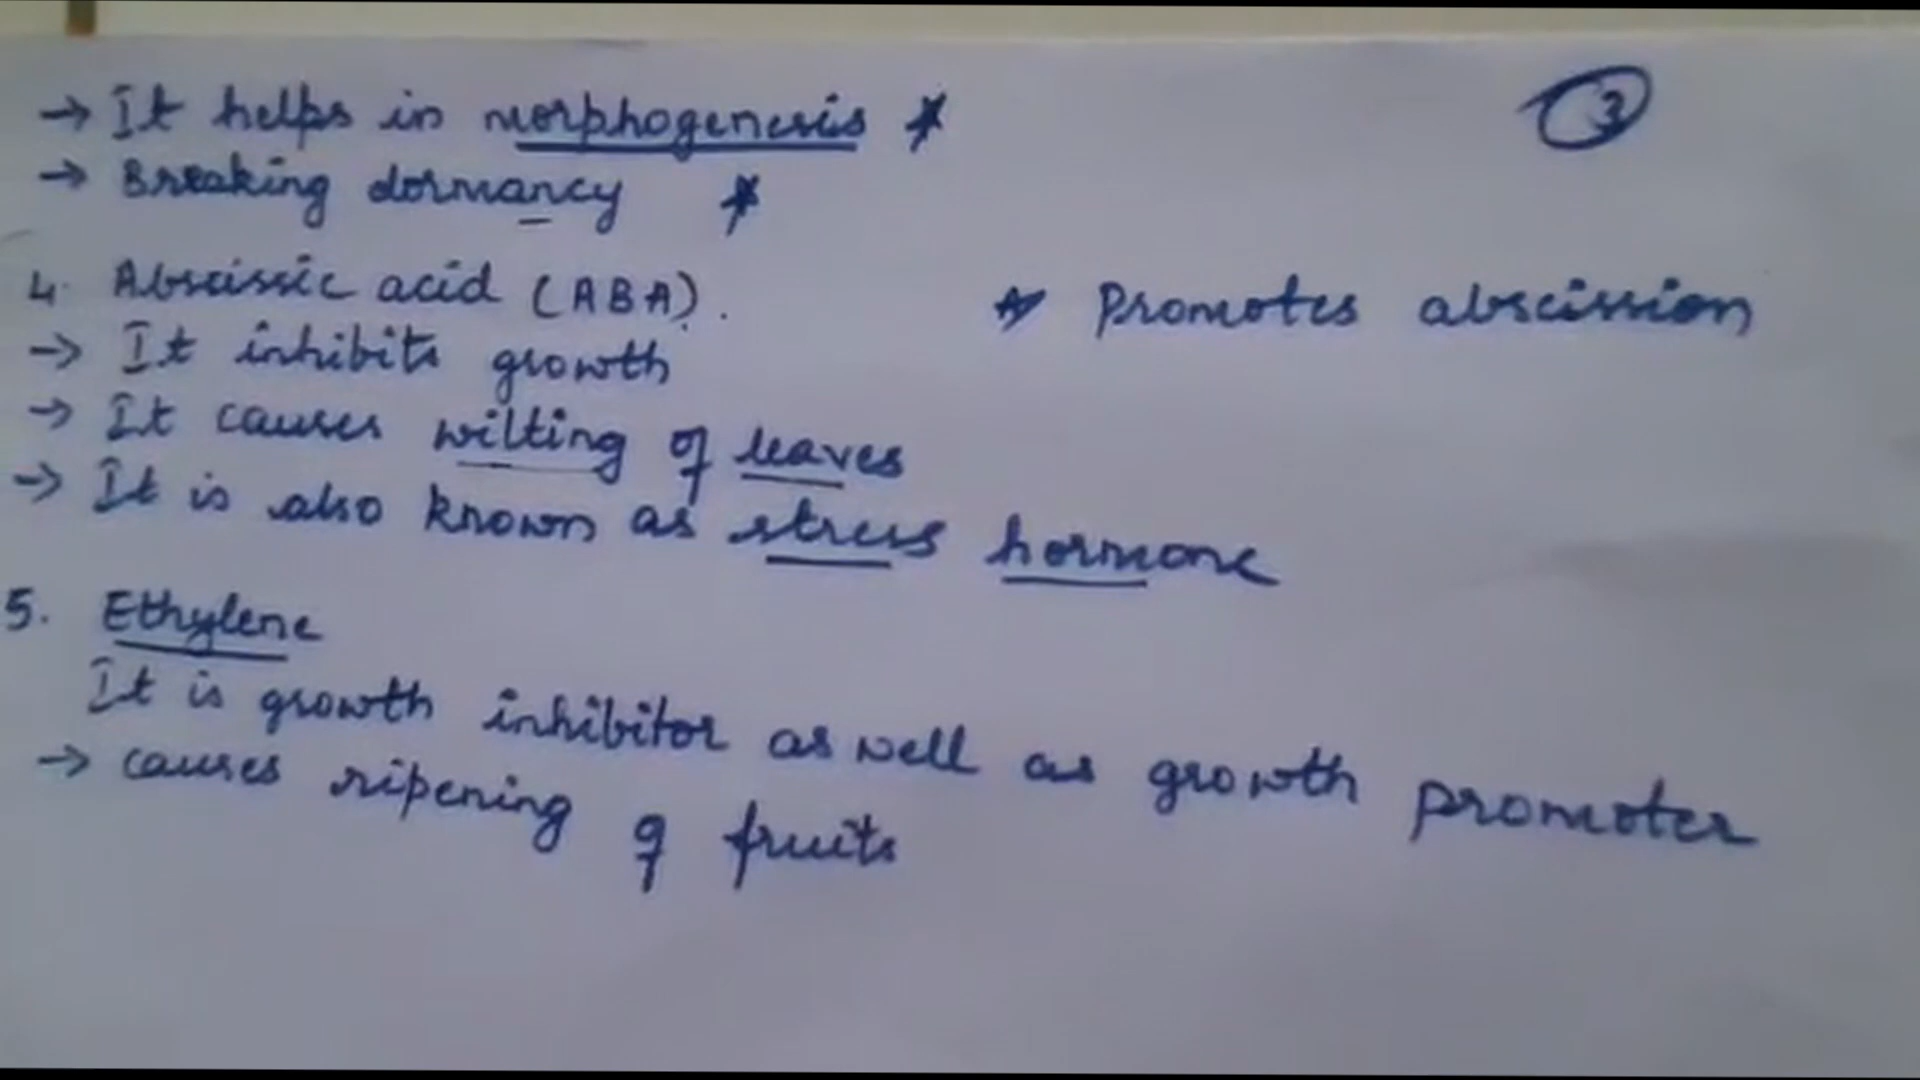 3
→ It helps in morphogenesis *
→ Breaking dormancy *
4. Abscissic acid (ABA).
* Promotes abscission
→ It inhibits growth
→ It causes wilting of leaves
→ It is also known as stress hormone
5. Ethylene
It is growth inhibitor as well as growth promoter
→ causes ripening of fruits